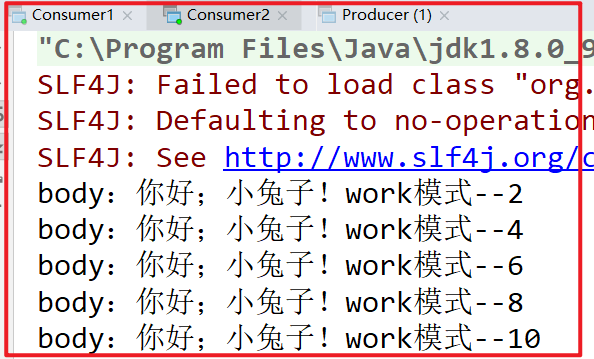 Consumer1 × Consumer2 × Producer (1) ×
"C:\Program Files\Java\jdk1.8.0_9
SLF4J: Failed to load class "org.
SLF4J: Defaulting to no-operation
SLF4J: See http://www.slf4j.org/c
body：你好；小兔子！work模式--2
body：你好；小兔子！work模式--4
body：你好；小兔子！work模式--6
body：你好；小兔子！work模式--8
body：你好；小兔子！work模式--10